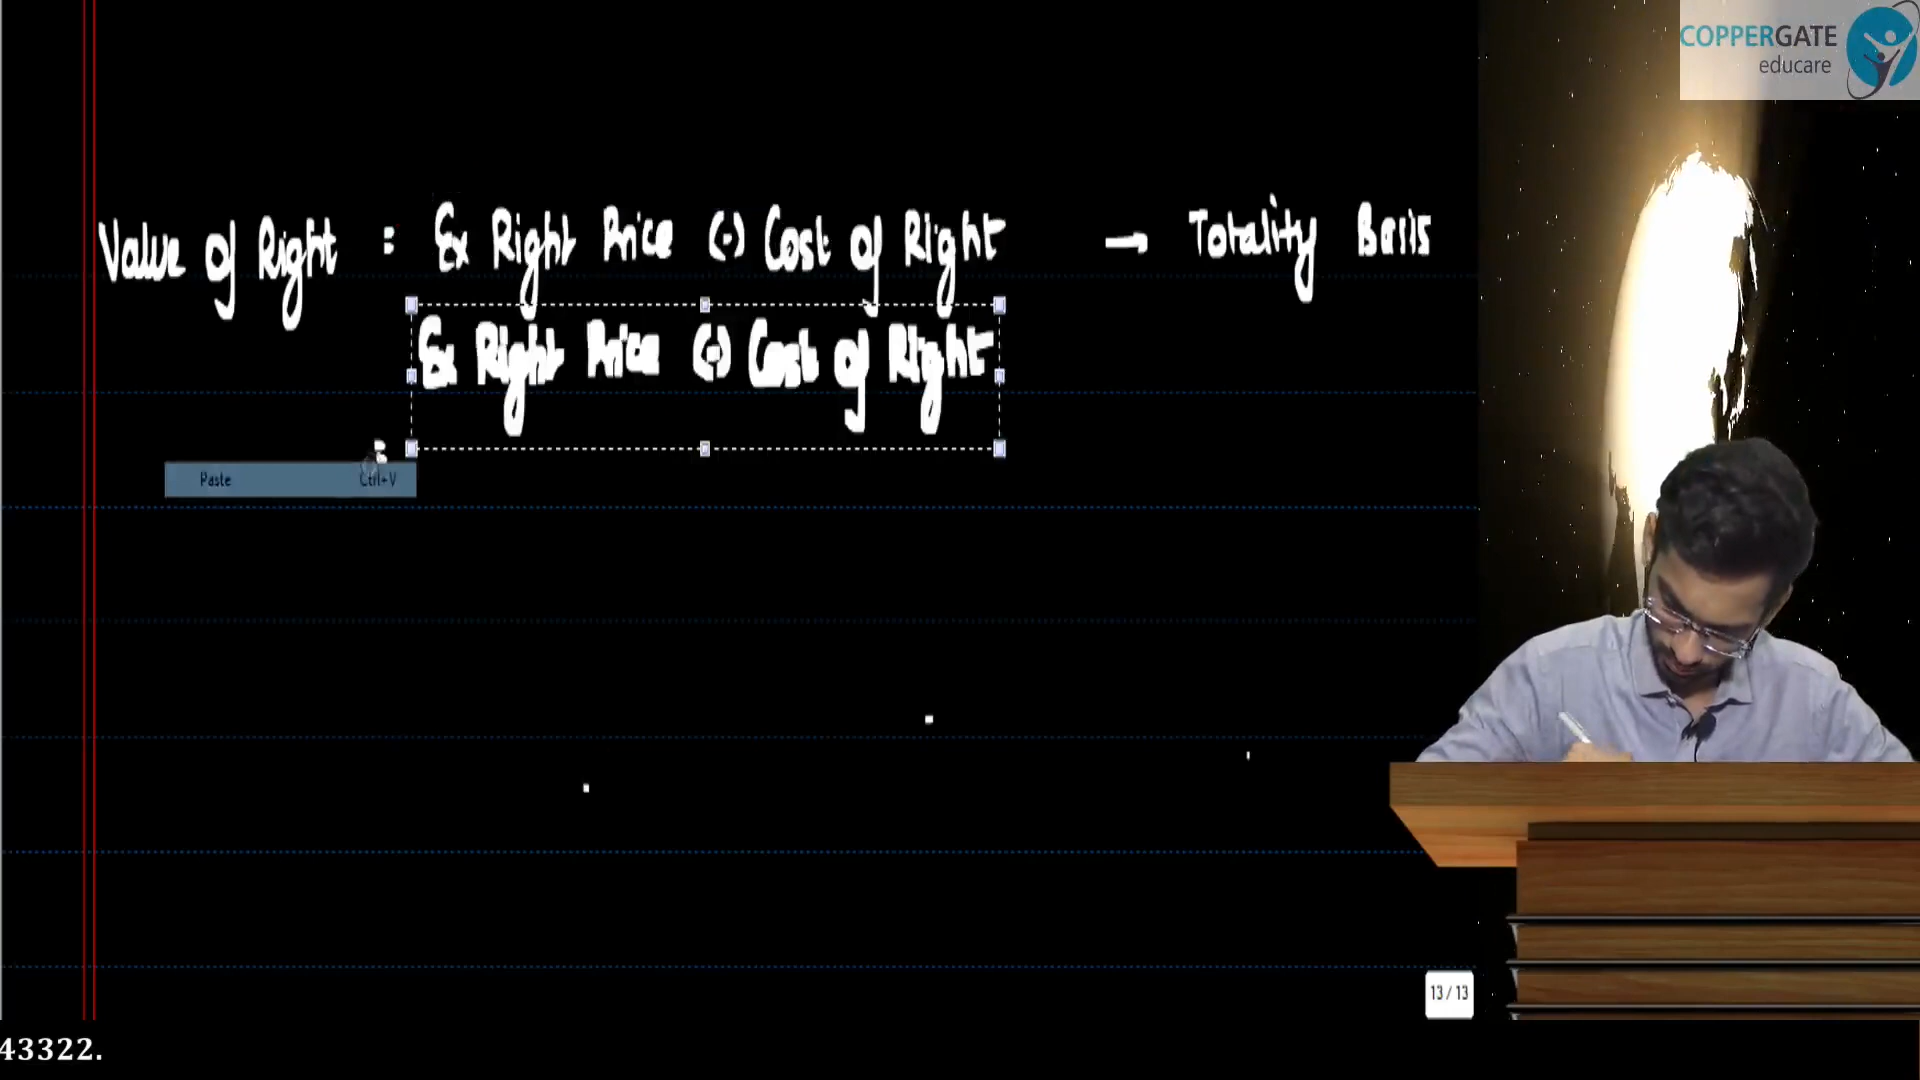 COPPERGATE
educare
Value of Right = Ex Right Price (-) Cost of Right → Totality Basis
Ex Right Price (-) Cost of Right
=
Paste Ctrl+V
13 / 13
43322.